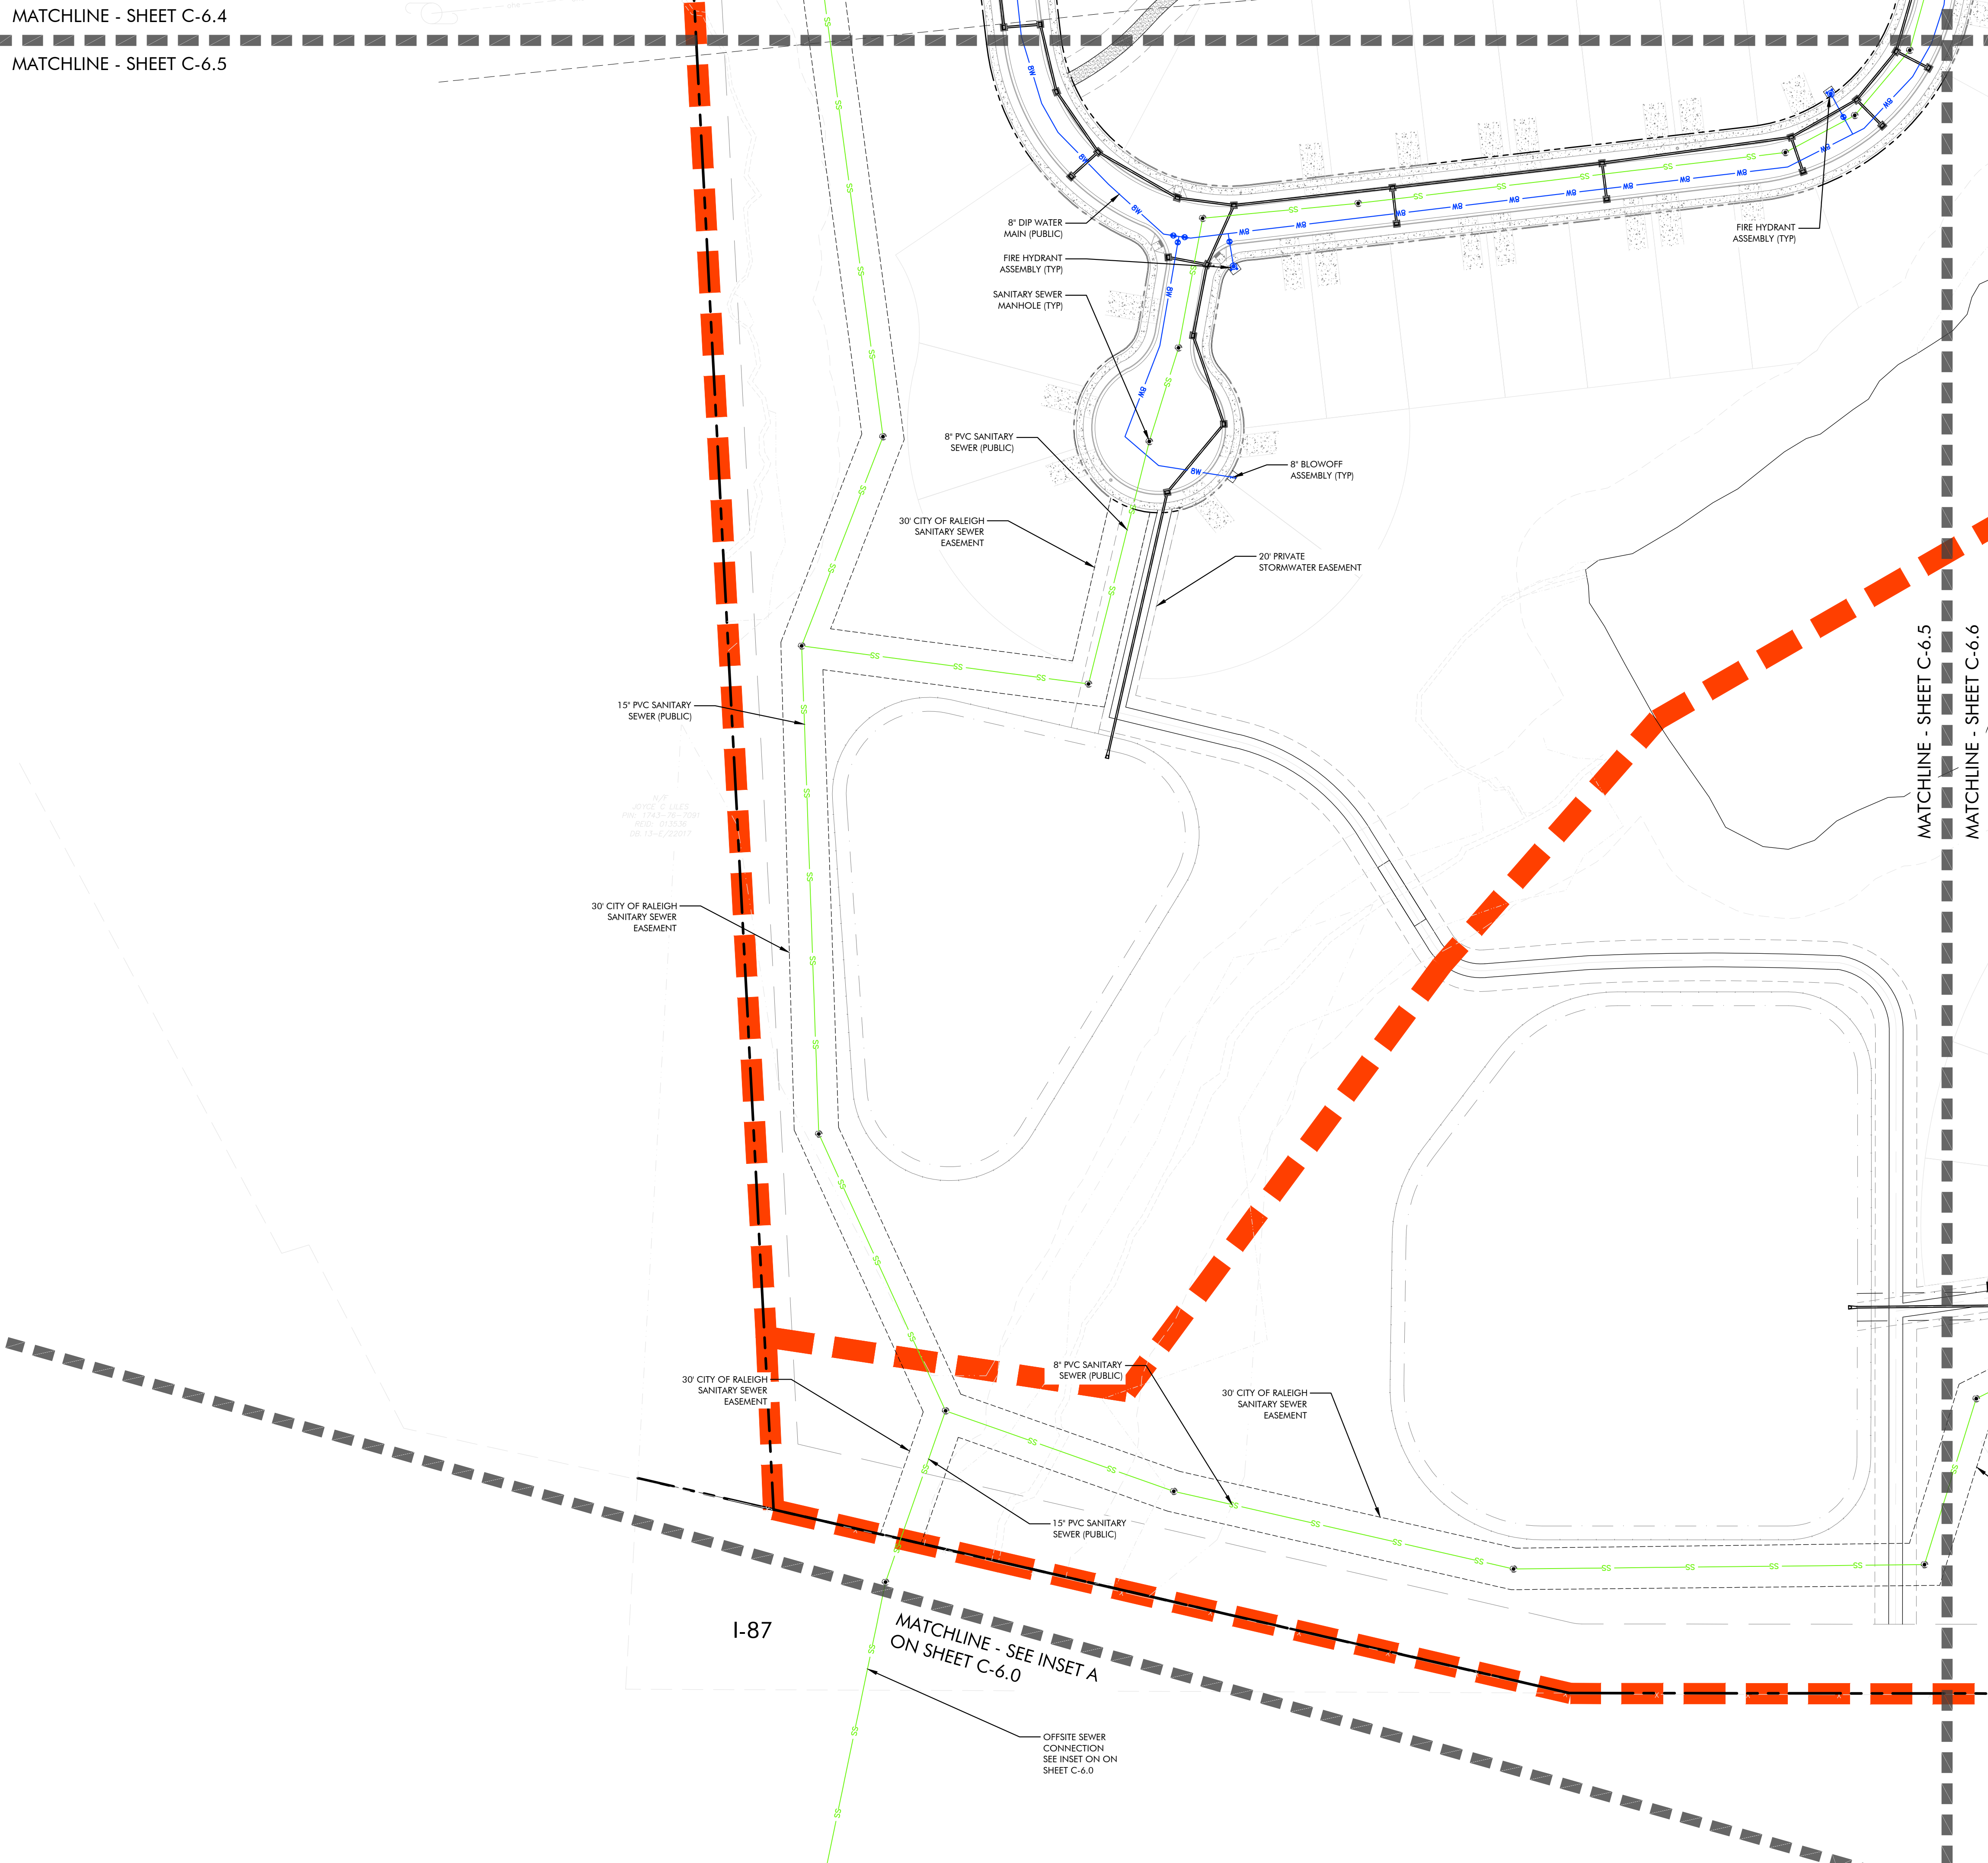 MATCHLINE - SHEET C-6.4
MATCHLINE - SHEET C-6.5
8" DIP WATER
MAIN (PUBLIC)
FIRE HYDRANT
ASSEMBLY (TYP)
SANITARY SEWER
MANHOLE (TYP)
FIRE HYDRANT
ASSEMBLY (TYP)
8" PVC SANITARY
SEWER (PUBLIC)
8" BLOWOFF
ASSEMBLY (TYP)
30' CITY OF RALEIGH
SANITARY SEWER
EASEMENT
20' PRIVATE
STORMWATER EASEMENT
MATCHLINE - SHEET C-6.5
MATCHLINE - SHEET C-6.6
15" PVC SANITARY
SEWER (PUBLIC)
N/F
JOYCE C LILES
30' CITY OF RALEIGH
SANITARY SEWER
EASEMENT
8" PVC SANITARY
SEWER (PUBLIC)
30' CITY OF RALEIGH
SANITARY SEWER
EASEMENT
30' CITY OF RALEIGH
SANITARY SEWER
EASEMENT
15" PVC SANITARY
SEWER (PUBLIC)
I-87
MATCHLINE - SEE INSET A
ON SHEET C-6.0
OFFSITE SEWER
CONNECTION
SEE INSET ON ON
SHEET C-6.0